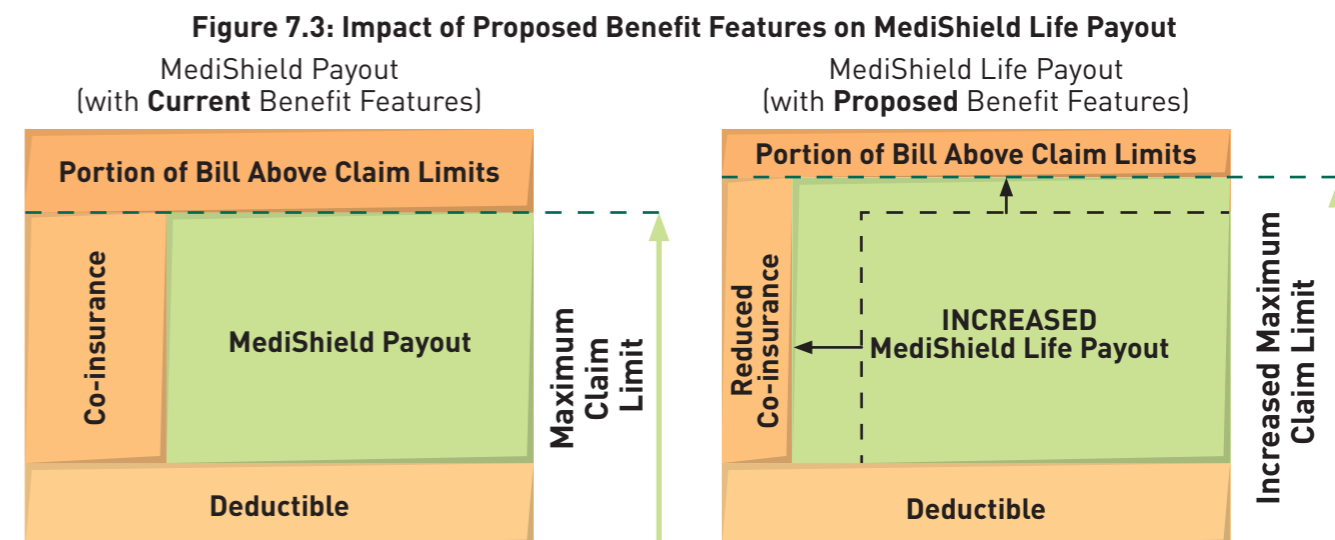 Figure 7.3: Impact of Proposed Benefit Features on MediShield Life Payout
MediShield Payout
(with Current Benefit Features)
Portion of Bill Above Claim Limits
Co-insurance
MediShield Payout
Maximum
Claim
Limit
Deductible
MediShield Life Payout
(with Proposed Benefit Features)
Portion of Bill Above Claim Limits
Reduced
Co-insurance
INCREASED
MediShield Life Payout
Increased Maximum
Claim Limit
Deductible